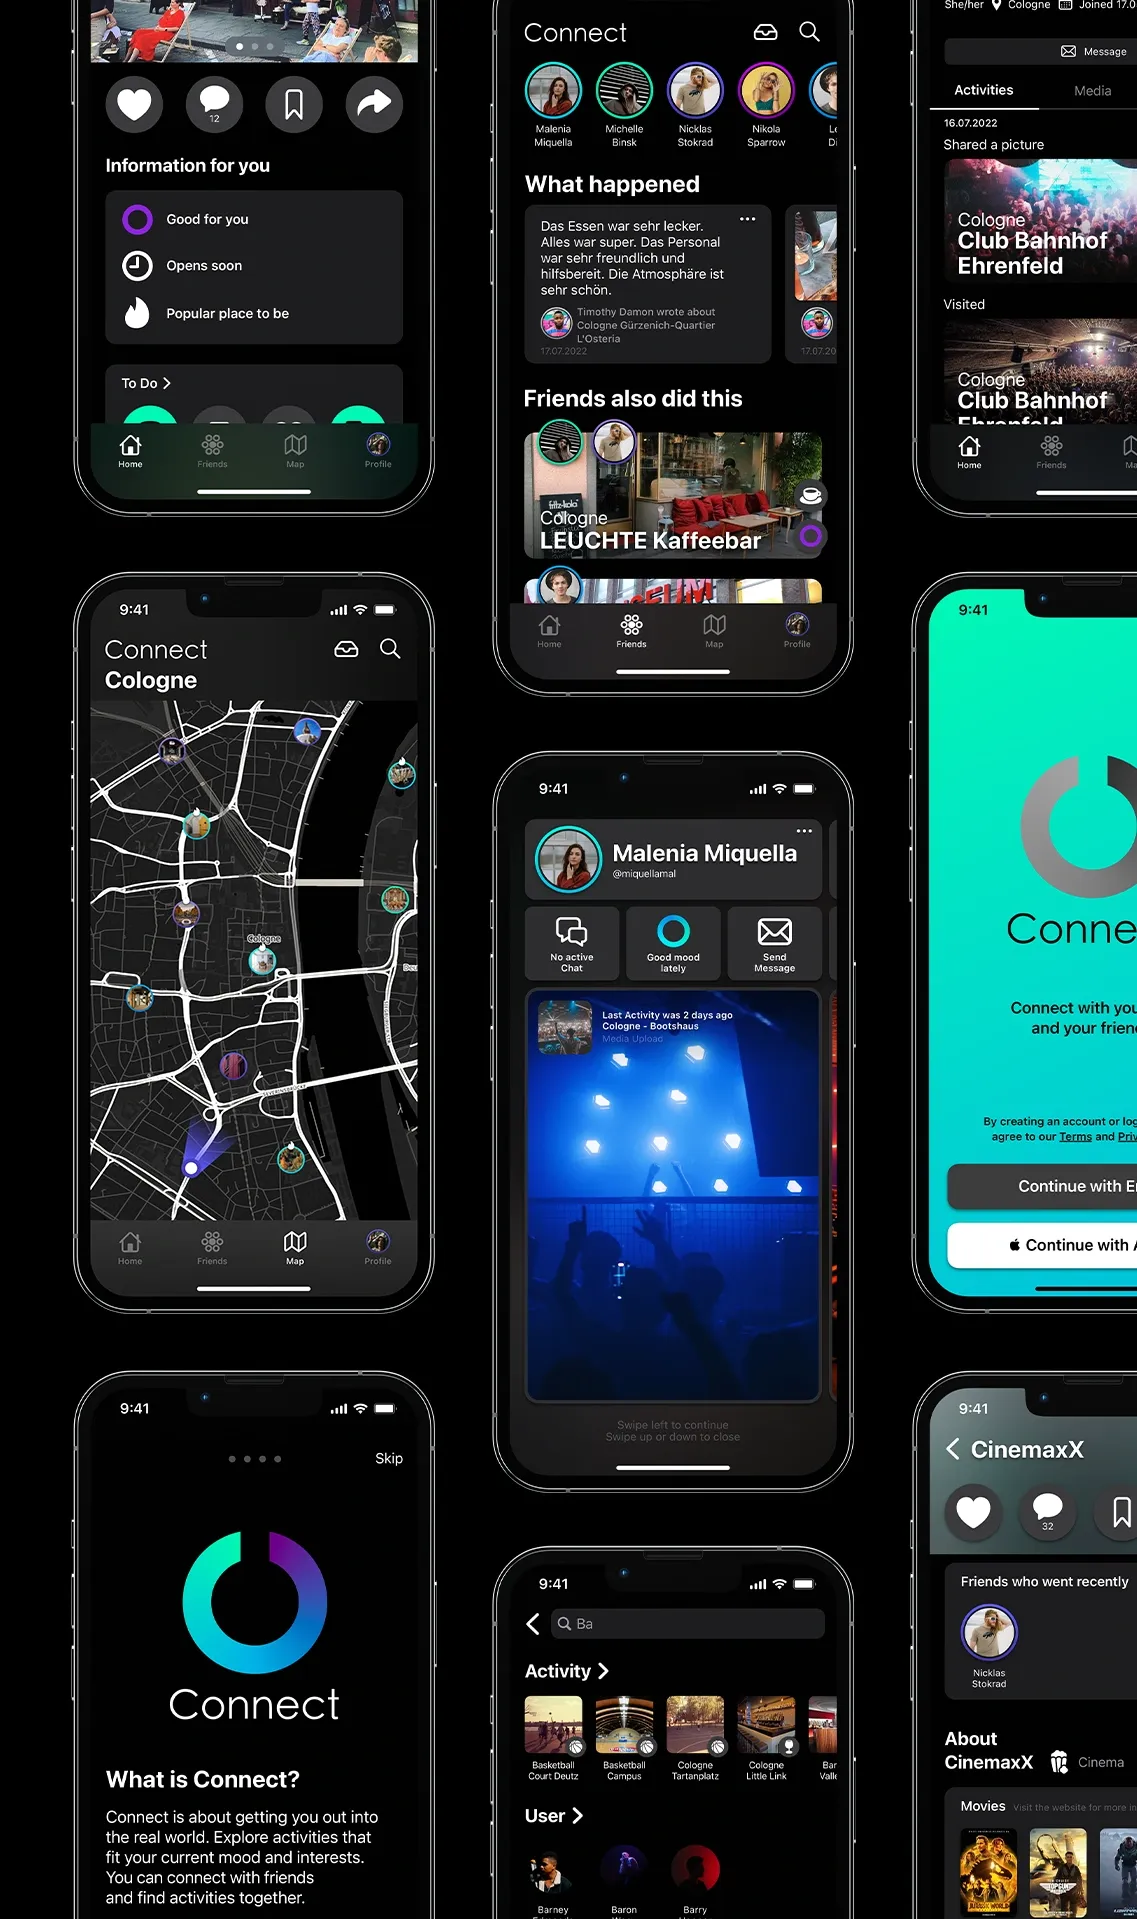 12
Information for you
Good for you
Opens soon
Popular place to be
To Do
Home
Friends
Map
Profile
9:41
Connect
Cologne
Cologne
Home
Friends
Map
Profile
9:41
Skip
Connect
What is Connect?
Connect is about getting you out into
the real world. Explore activities that
fit your current mood and interests.
You can connect with friends
and find activities together.
Connect
Malenia
Miquella
Michelle
Binsk
Nicklas
Stokrad
Nikola
Sparrow
Le
Di
What happened
Das Essen war sehr lecker.
Alles war super. Das Personal
war sehr freundlich und
hilfsbereit. Die Atmosphäre ist
sehr schön.
Timothy Damon wrote about
Cologne Gürzenich-Quartier
L'Osteria
17.07.2022
17.07.20
Friends also did this
fritz-kola
Cologne
LEUCHTE Kaffeebar
Home
Friends
Map
Profile
9:41
Malenia Miquella
@miquellamal
No active
Chat
Good mood
lately
Send
Message
Last Activity was 2 days ago
Cologne - Bootshaus
Media Upload
Swipe left to continue
Swipe up or down to close
9:41
Ba
Activity
Basketball
Court Deutz
Basketball
Campus
Cologne
Tartanplatz
Cologne
Little Link
Bar
Valle
User
Barney
Baron
Barry
She/her
Cologne
Joined 17.0
Message
Activities
Media
16.07.2022
Shared a picture
Cologne
Club Bahnhof
Ehrenfeld
Visited
Cologne
Club Bahnhof
Ehrenfeld
Home
Friends
Ma
9:41
Conne
Connect with you
and your frien
By creating an account or log
agree to our Terms and Priv
Continue with E
Continue with A
9:41
CinemaxX
32
Friends who went recently
Nicklas
Stokrad
About
CinemaxX
Cinema
Movies
Visit the website for more in
TOPGUN